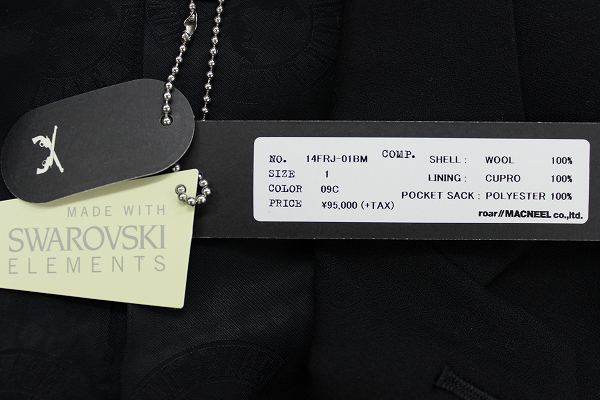 NO. 14FRJ-01BM COMP. SHELL: WOOL 100%
SIZE 1 LINING: CUPRO 100%
COLOR 09C POCKET SACK: POLYESTER 100%
PRICE ¥95,000 (+TAX)
roar//MACNEEL co.,ltd.
MADE WITH
SWAROVSKI
ELEMENTS